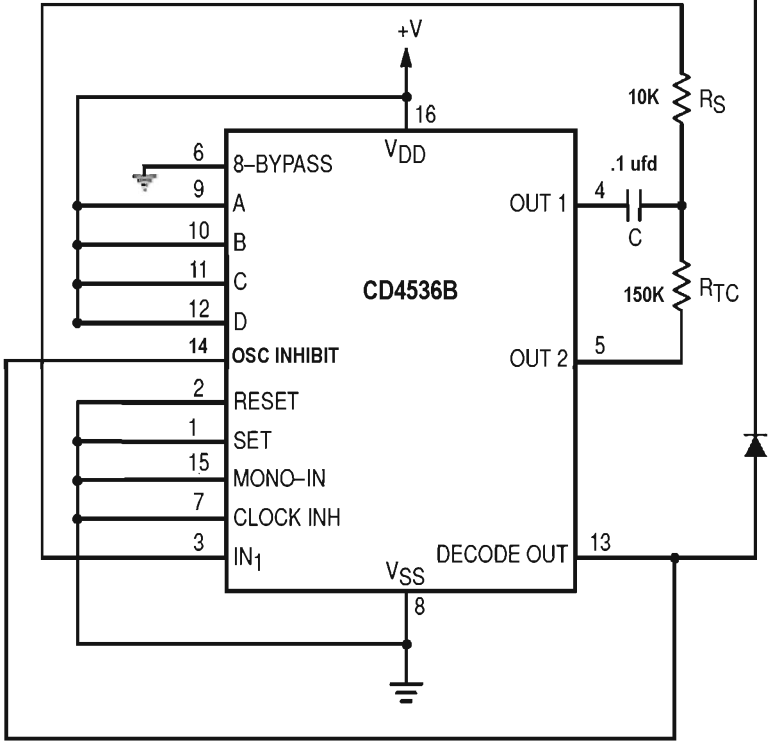 +V
16
VDD
10K
RS
6
8–BYPASS
.1 ufd
9
A
OUT 1
4
C
10
B
11
C
CD4536B
150K
RTC
12
D
14
OSC INHIBIT
OUT 2
5
2
RESET
1
SET
15
MONO–IN
7
CLOCK INH
3
IN1
DECODE OUT
13
VSS
8